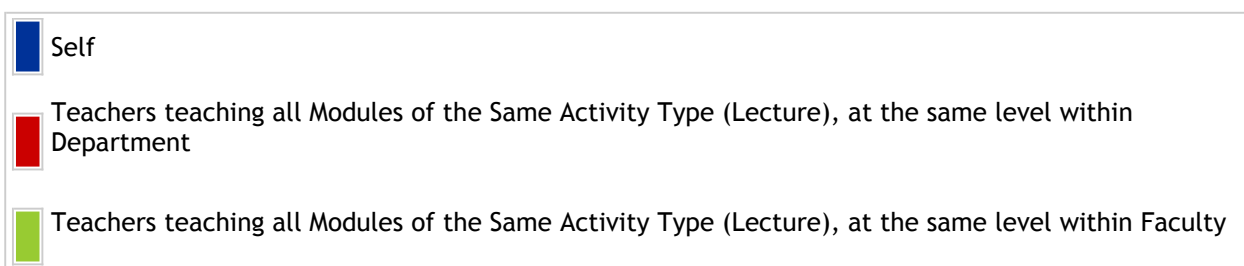 Self
Teachers teaching all Modules of the Same Activity Type (Lecture), at the same level within
Department
Teachers teaching all Modules of the Same Activity Type (Lecture), at the same level within Faculty